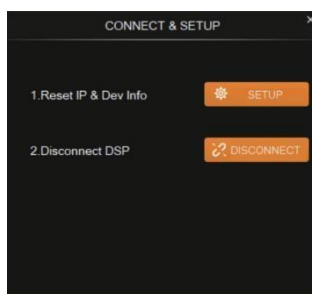 CONNECT & SETUP
1.Reset IP & Dev Info
SETUP
2.Disconnect DSP
DISCONNECT